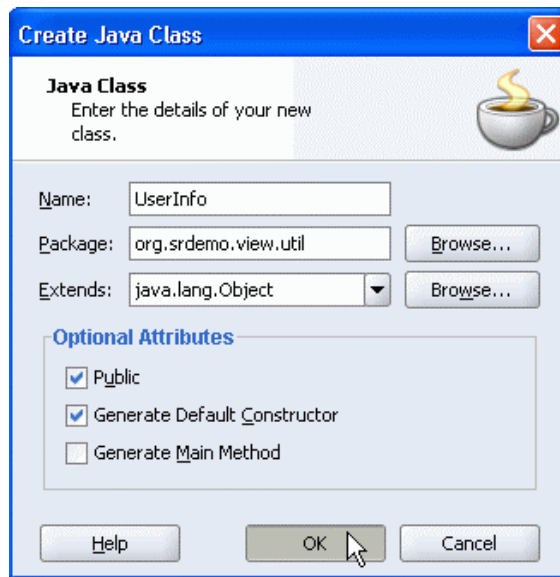 Create Java Class
Java Class
Enter the details of your new
class.
Name: UserInfo
Package: org.srdemo.view.util Browse...
Extends: java.lang.Object Browse...
Optional Attributes
Public
Generate Default Constructor
Generate Main Method
Help OK Cancel